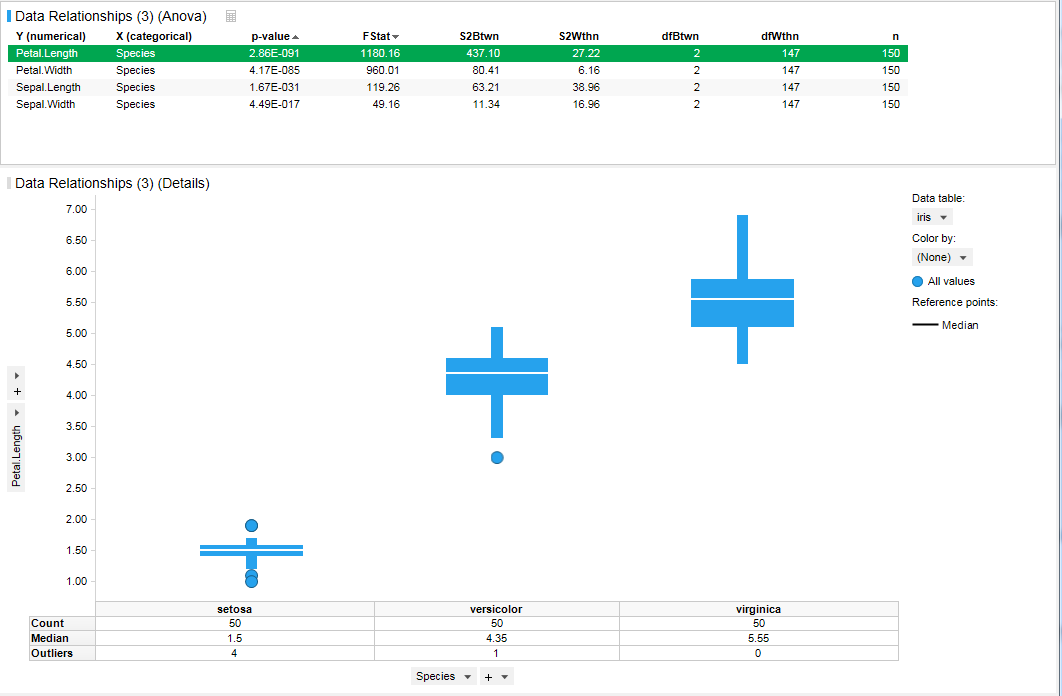 Data Relationships (3) (Anova)
Y (numerical) X (categorical) p-value FStat S2Btwn S2Wthn dfBtwn dfWthn n
Petal.Length Species 2.86E-091 1180.16 437.10 27.22 2 147 150
Petal.Width Species 4.17E-085 960.01 80.41 6.16 2 147 150
Sepal.Length Species 1.67E-031 119.26 63.21 38.96 2 147 150
Sepal.Width Species 4.49E-017 49.16 11.34 16.96 2 147 150
Data Relationships (3) (Details)
7.00
6.50
6.00
5.50
5.00
4.50
4.00
3.50
3.00
2.50
2.00
1.50
1.00
+
Petal.Length
Data table:
iris
Color by:
(None)
All values
Reference points:
Median
setosa versicolor virginica
Count 50 50 50
Median 1.5 4.35 5.55
Outliers 4 1 0
Species +